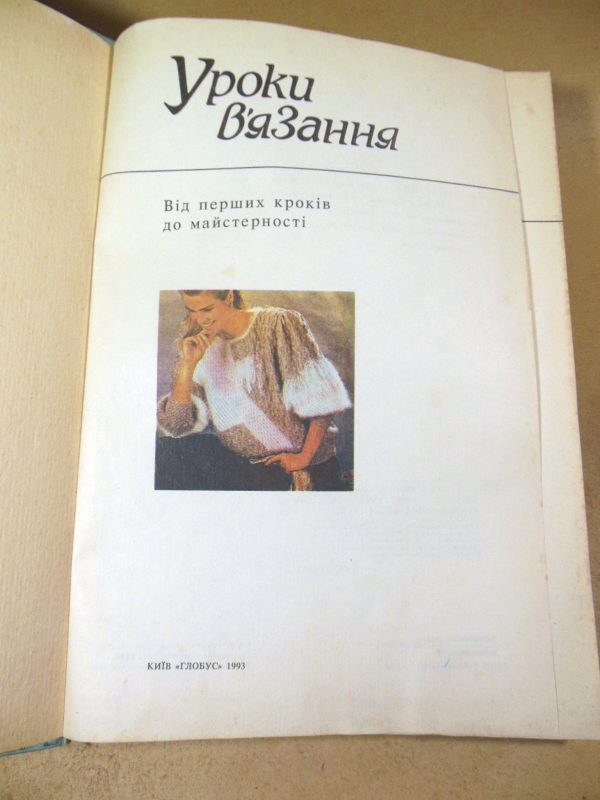 Уроки
в'язання
Від перших кроків
до майстерності
КИЇВ «ГЛОБУС» 1993